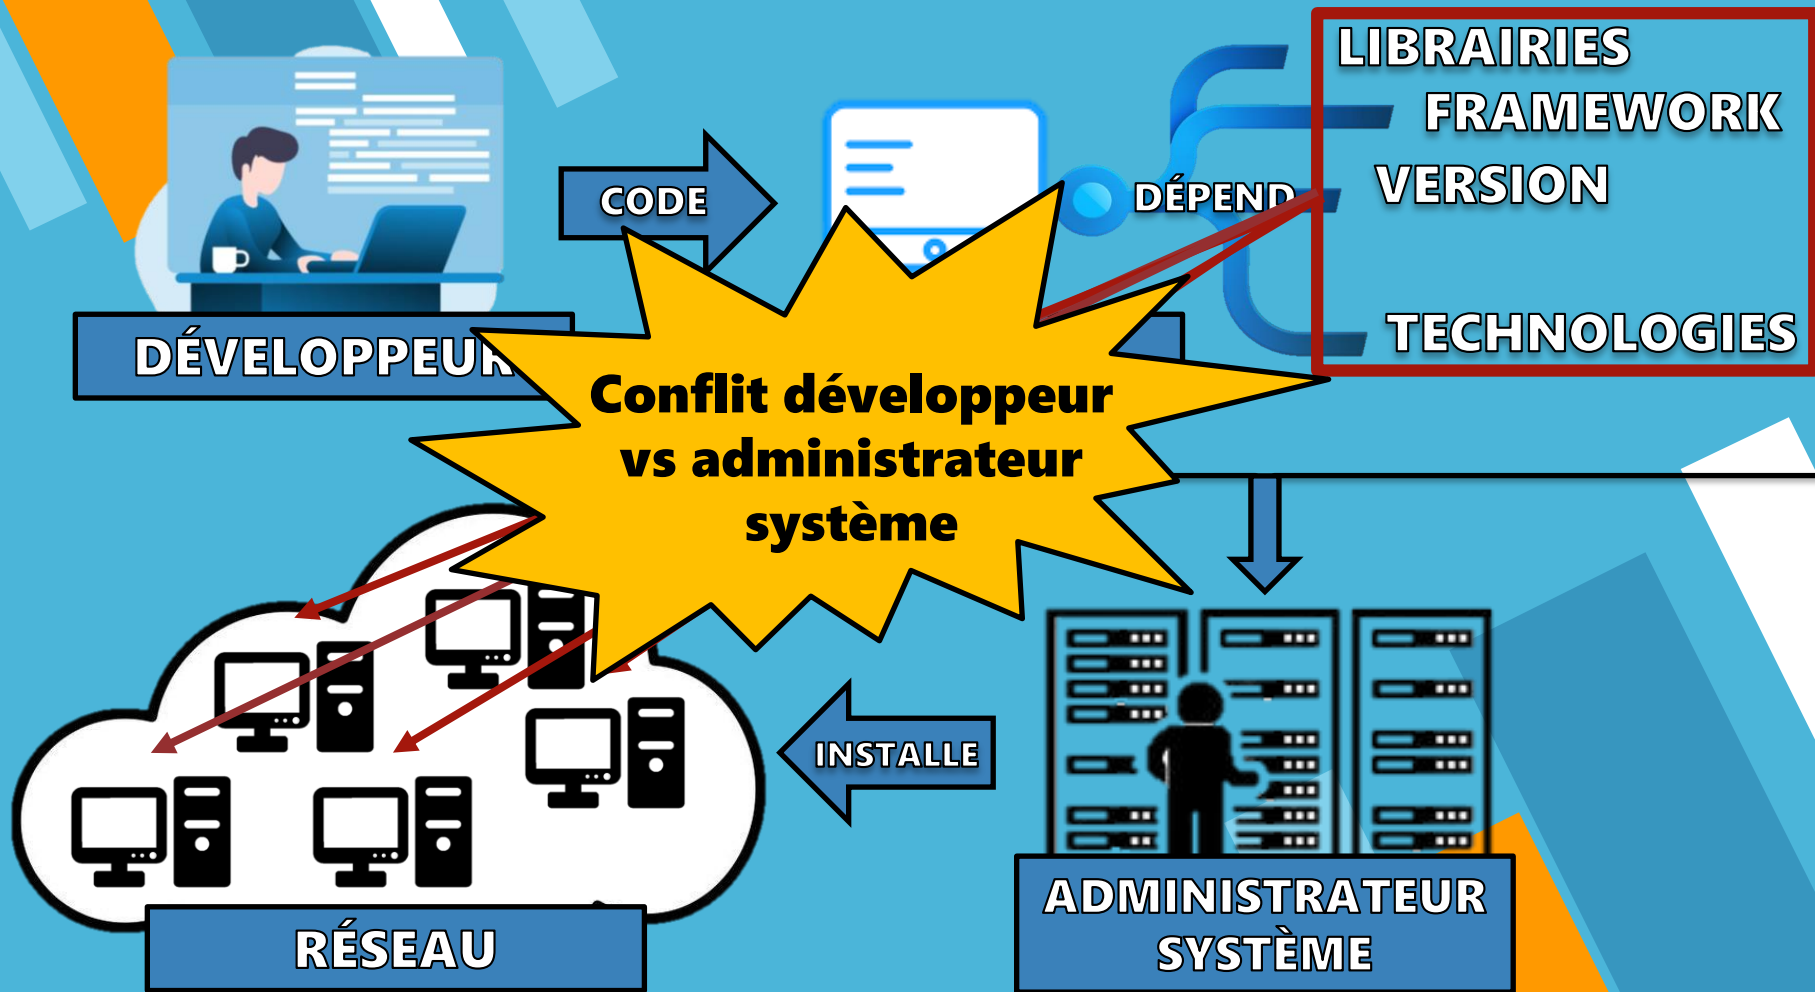 LIBRAIRIES
FRAMEWORK
CODE
DÉPEND
VERSION
DÉVELOPPEUR
TECHNOLOGIES
Conflit développeur
vs administrateur
système
INSTALLE
ADMINISTRATEUR
SYSTÈME
RÉSEAU